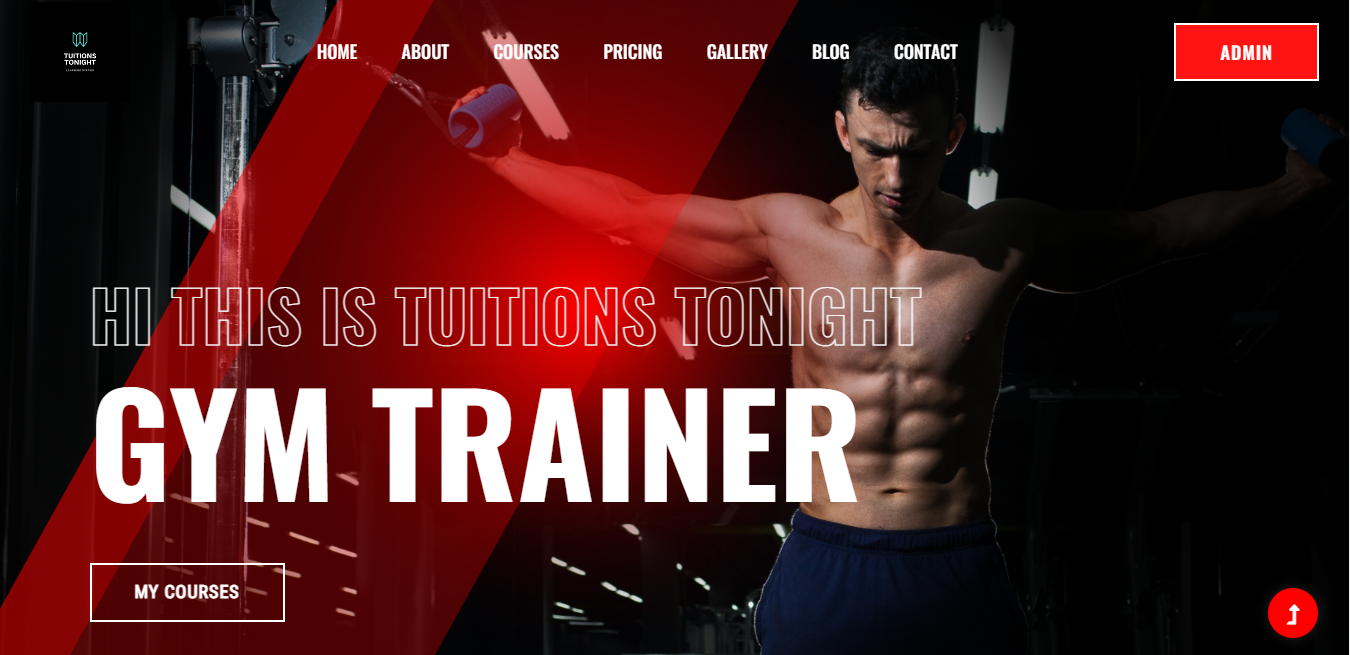 TUITIONS
TONIGHT
HOME ABOUT COURSES PRICING GALLERY BLOG CONTACT
ADMIN
HI THIS IS TUITIONS TONIGHT
GYM TRAINER
MY COURSES